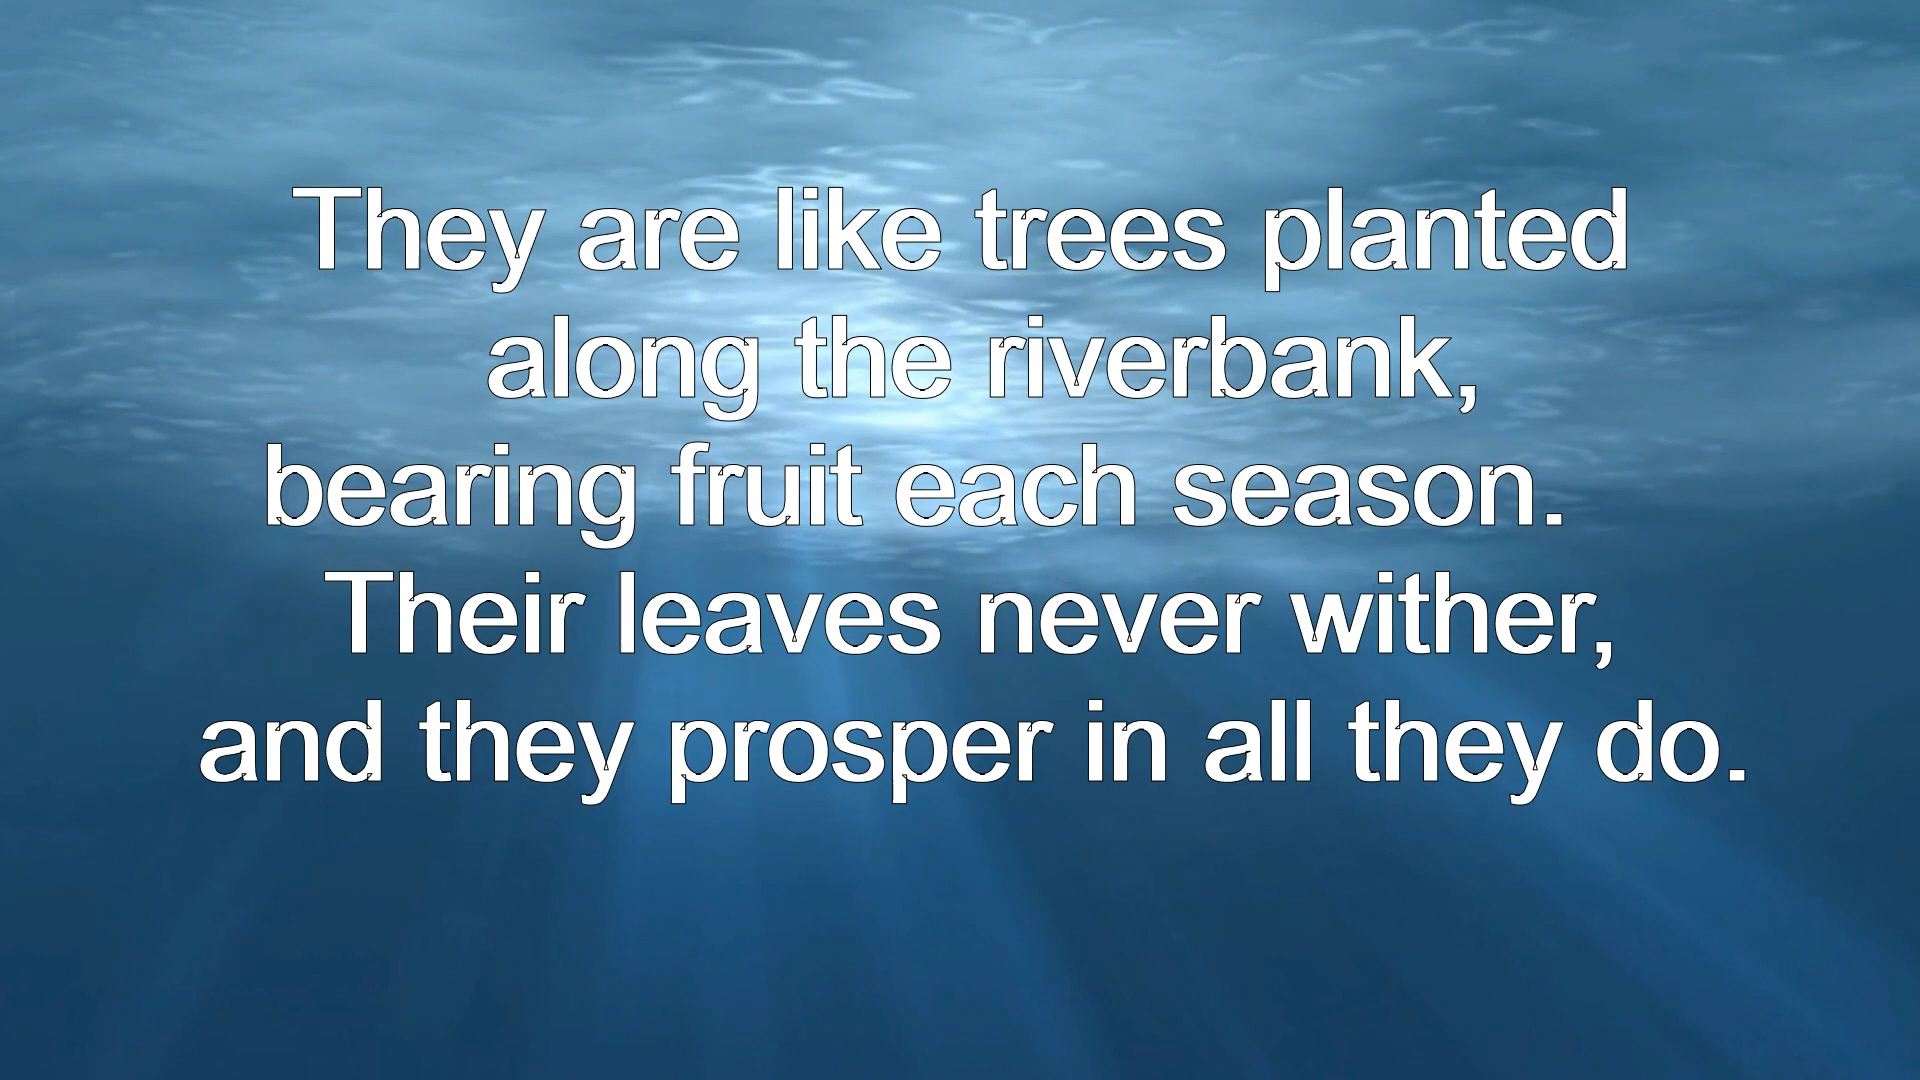 They are like trees planted
along the riverbank,
bearing fruit each season.
Their leaves never wither,
and they prosper in all they do.